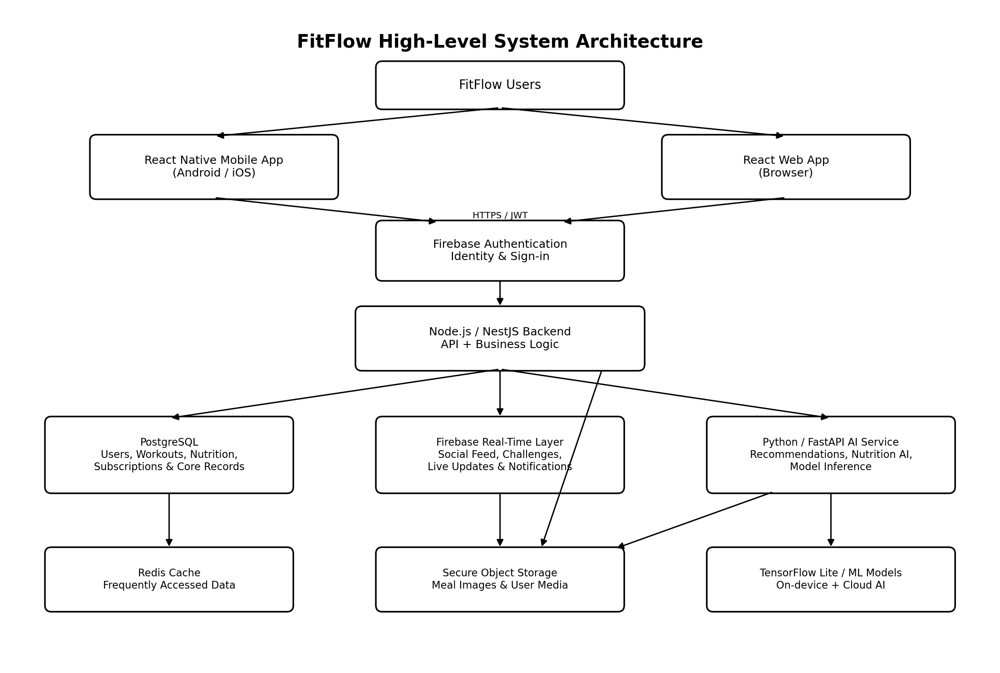 FitFlow High-Level System Architecture
FitFlow Users
React Native Mobile App
(Android / iOS)
React Web App
(Browser)
HTTPS / JWT
Firebase Authentication
Identity & Sign-in
Node.js / NestJS Backend
API + Business Logic
PostgreSQL
Users, Workouts, Nutrition,
Subscriptions & Core Records
Firebase Real-Time Layer
Social Feed, Challenges,
Live Updates & Notifications
Python / FastAPI AI Service
Recommendations, Nutrition AI,
Model Inference
Redis Cache
Frequently Accessed Data
Secure Object Storage
Meal Images & User Media
TensorFlow Lite / ML Models
On-device + Cloud AI